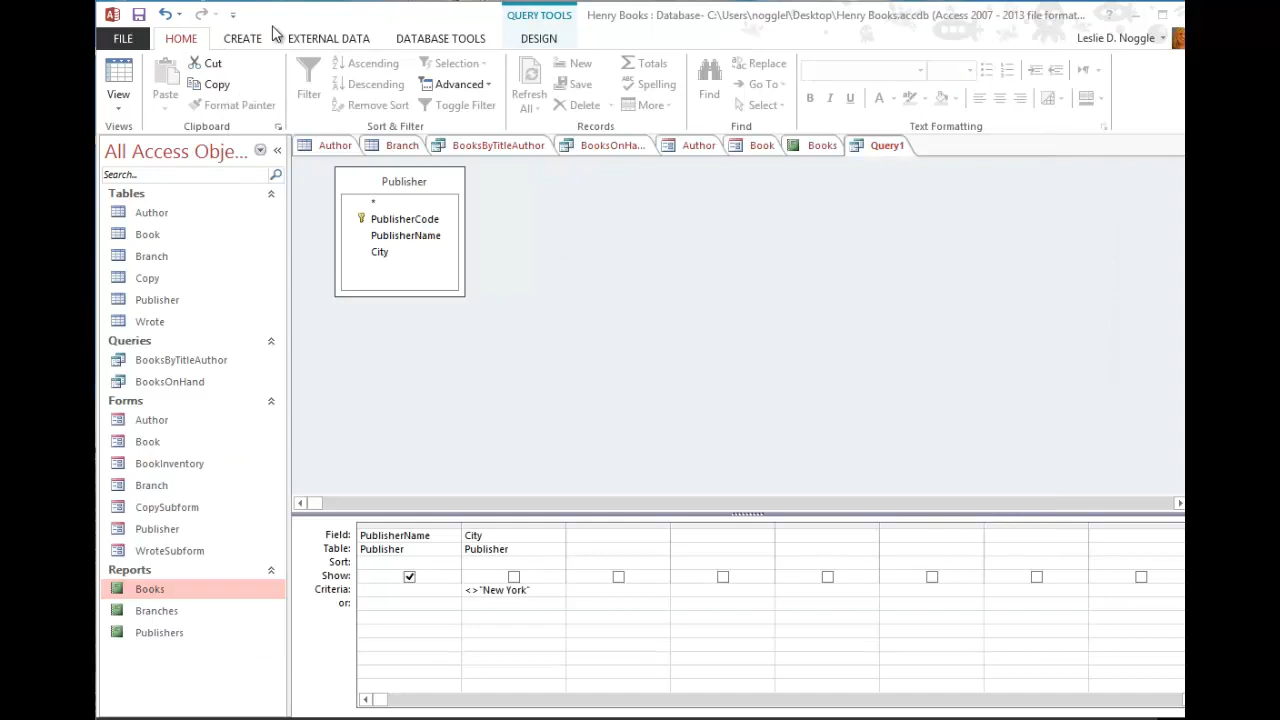 QUERY TOOLS
Henry Books : Database- C:\Users\nogglel\Desktop\Henry Books.accdb (Access 2007 - 2013 file format...
?
FILE HOME CREATE EXTERNAL DATA DATABASE TOOLS DESIGN
Leslie D. Noggle
View
Views
Paste
Cut
Copy
Format Painter
Clipboard
Filter
Ascending
Descending
Remove Sort
Selection
Advanced
Toggle Filter
Sort & Filter
Refresh
All
New
Save
Delete
Totals
Spelling
More
Records
Find
Replace
Go To
Select
Find
B I U A
Text Formatting
All Access Obje...
Search...
Tables
Author
Book
Branch
Copy
Publisher
Wrote
Queries
BooksByTitleAuthor
BooksOnHand
Forms
Author
Book
BookInventory
Branch
CopySubform
Publisher
WroteSubform
Reports
Books
Branches
Publishers
Author Branch BooksByTitleAuthor BooksOnHa... Author Book Books Query1
Publisher
*
PublisherCode
PublisherName
City
Field: PublisherName City
Table: Publisher Publisher
Sort:
Show:
Criteria: <>"New York"
or: